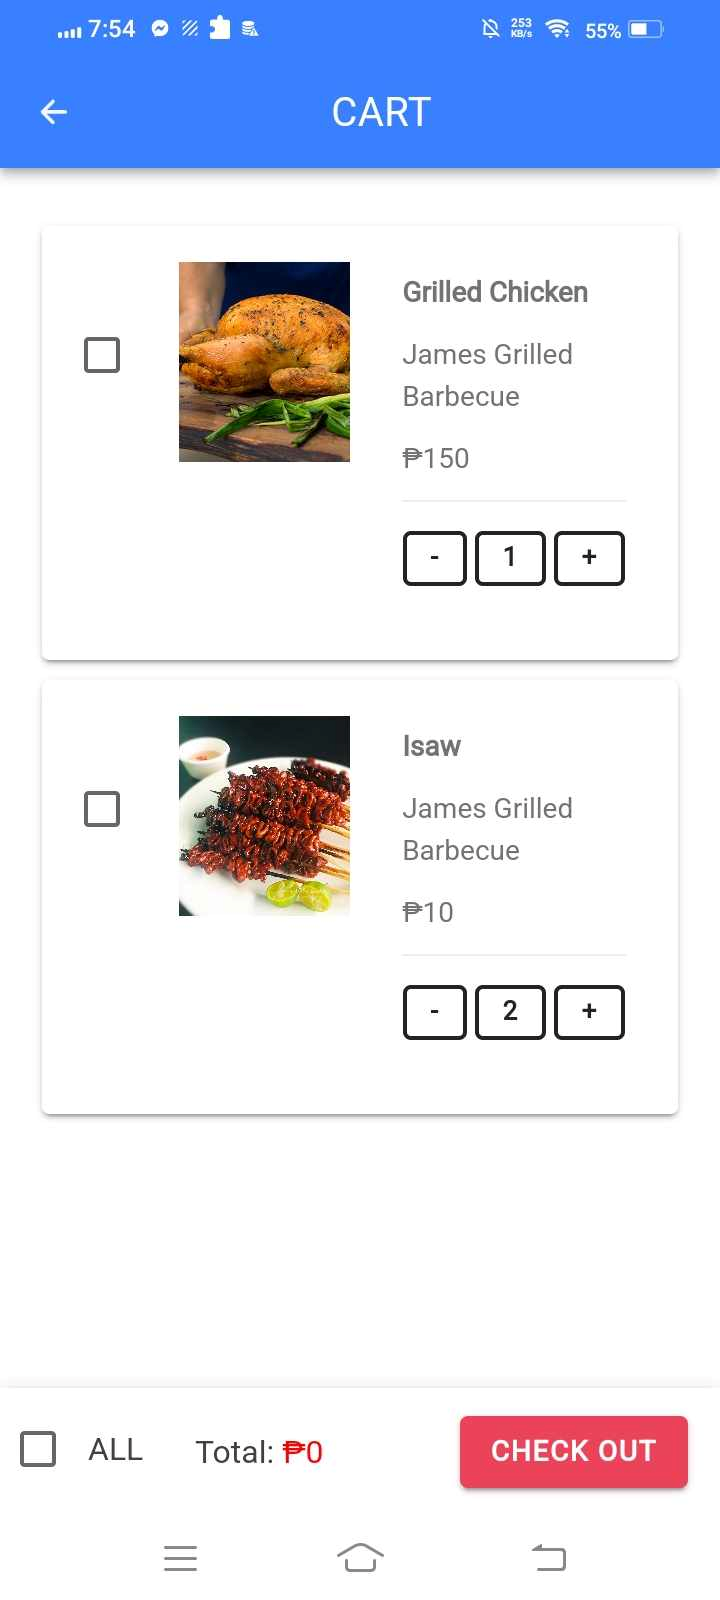 7:54 253 KB/s 55%
CART
Grilled Chicken
James Grilled
Barbecue
₱150
- 1 +
Isaw
James Grilled
Barbecue
₱10
- 2 +
ALL Total: ₱0 CHECK OUT